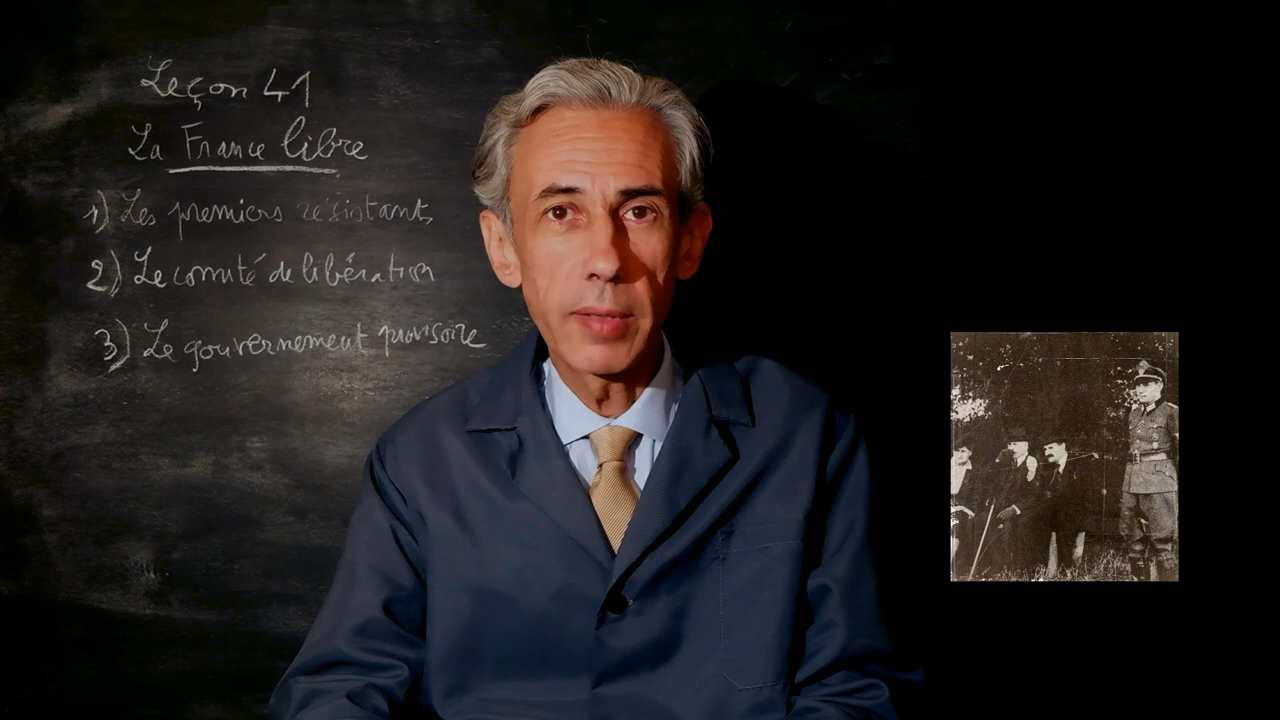 Leçon 41
La France libre
1) Les premiers résistants
2) Le comité de libération
3) Le gouvernement provisoire